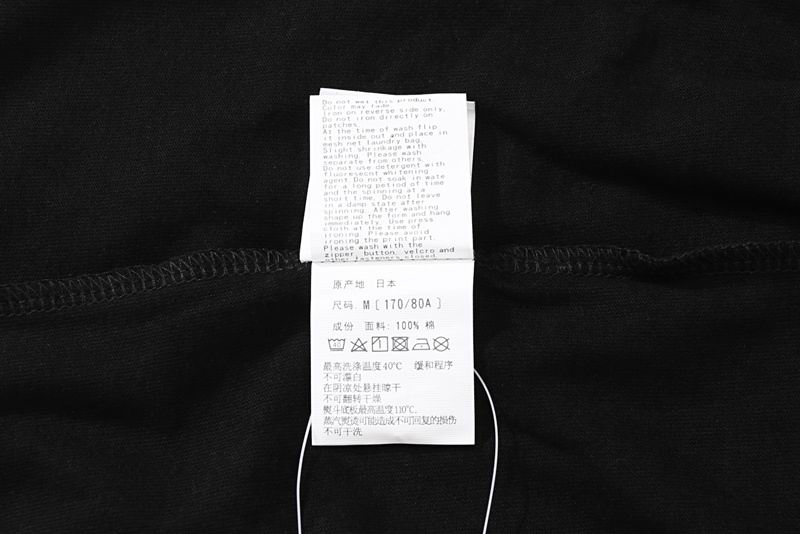 Do not wet this product.
Color may fade.
Iron on reverse side only.
Do not iron directly on
patches.
At the time of wash flip
it inside out and place in
mesh net laundry bag.
Slight shrinkage with
washing. Please wash
separate from others.
Do not use detergent with
fluoresecnt whitening
agent.Do not soak in wate
for a long petiod of time
and the spinning at a
short time. Do not leave
in a damp state after
spinning. After washing
shape up the form and hang
immediately. Use press
cloth at the time of
ironing. Please avoid
ironing the print part.
Please wash with the
zipper, button, velcro and
other fasteners closed
原产地 日本
尺码. M〔170/80A〕
成份 面料: 100% 棉
40
最高洗涤温度40℃ 缓和程序
不可漂白
在阴凉处悬挂晾干
不可翻转干燥
熨斗底板最高温度110℃.
蒸汽熨烫可能造成不可回复的损伤
不可干洗